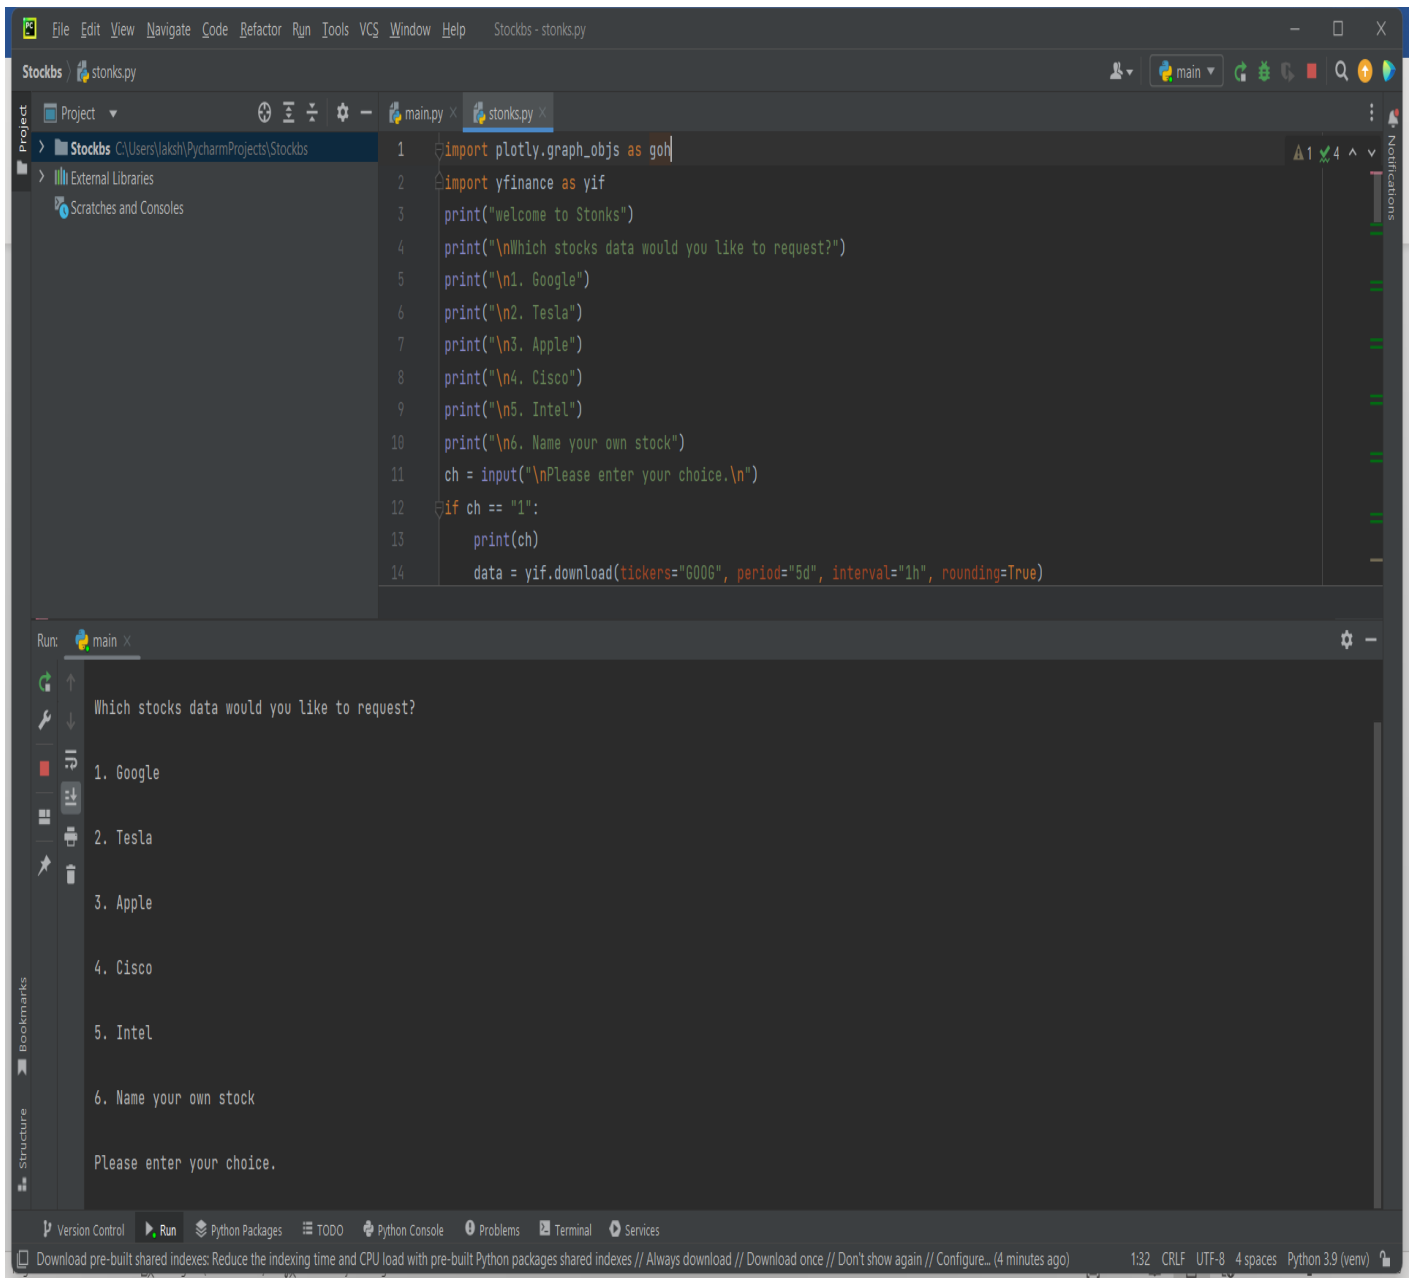 File Edit View Navigate Code Refactor Run Tools VCS Window Help Stockbs - stonks.py
Stockbs stonks.py main
Project main.py stonks.py
Project
Notifications
Stockbs C:\Users\laksh\PycharmProjects\Stockbs
External Libraries
Scratches and Consoles
1 4
1 import plotly.graph_objs as goh
2 import yfinance as yif
3 print("welcome to Stonks")
4 print("\nWhich stocks data would you like to request?")
5 print("\n1. Google")
6 print("\n2. Tesla")
7 print("\n3. Apple")
8 print("\n4. Cisco")
9 print("\n5. Intel")
10 print("\n6. Name your own stock")
11 ch = input("\nPlease enter your choice.\n")
12 if ch == "1":
13 print(ch)
14 data = yif.download(tickers="GOOG", period="5d", interval="1h", rounding=True)
Run: main
Which stocks data would you like to request?
1. Google
2. Tesla
3. Apple
4. Cisco
5. Intel
6. Name your own stock
Please enter your choice.
Bookmarks
Structure
Version Control Run Python Packages TODO Python Console Problems Terminal Services
Download pre-built shared indexes: Reduce the indexing time and CPU load with pre-built Python packages shared indexes // Always download // Download once // Don't show again // Configure... (4 minutes ago) 1:32 CRLF UTF-8 4 spaces Python 3.9 (venv)